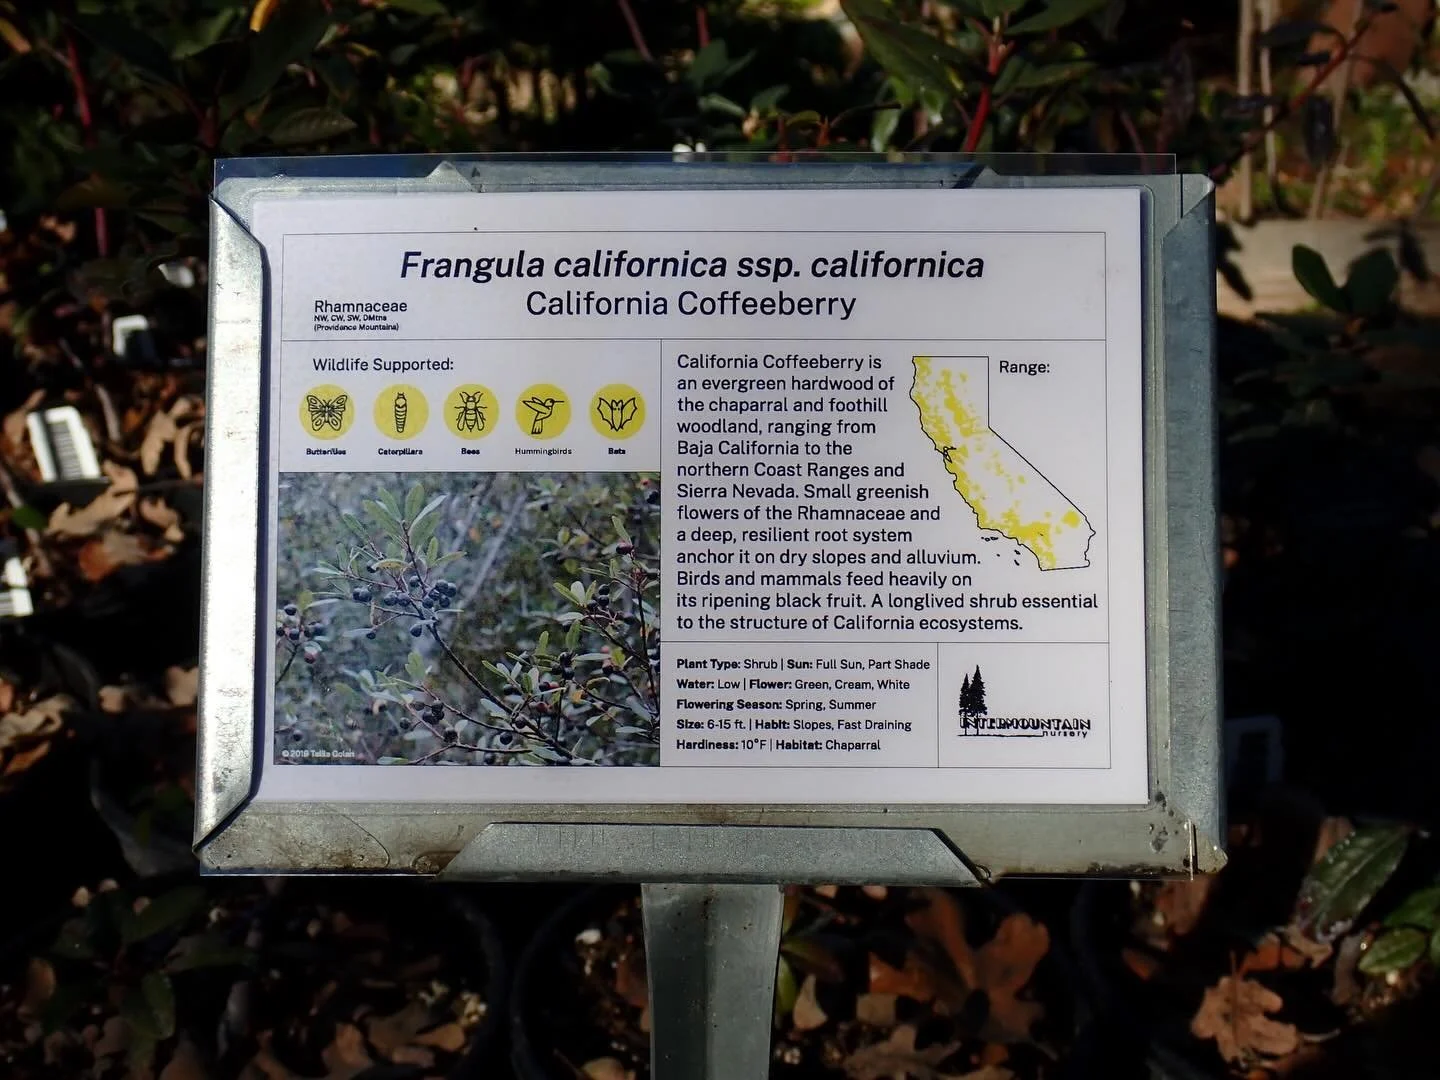 Frangula californica ssp. californica
California Coffeeberry
Rhamnaceae
NW, CW, SW, DMtns
(Providence Mountains)
Wildlife Supported:
Butterflies
Caterpillars
Bees
Hummingbirds
Bats
© 2019 Tallia Golan
California Coffeeberry is
an evergreen hardwood of
the chaparral and foothill
woodland, ranging from
Baja California to the
northern Coast Ranges and
Sierra Nevada. Small greenish
flowers of the Rhamnaceae and
a deep, resilient root system
anchor it on dry slopes and alluvium.
Birds and mammals feed heavily on
its ripening black fruit. A longlived shrub essential
to the structure of California ecosystems.
Range:
Plant Type: Shrub | Sun: Full Sun, Part Shade
Water: Low | Flower: Green, Cream, White
Flowering Season: Spring, Summer
Size: 6-15 ft. | Habit: Slopes, Fast Draining
Hardiness: 10°F | Habitat: Chaparral
INTERMOUNTAIN
nursery